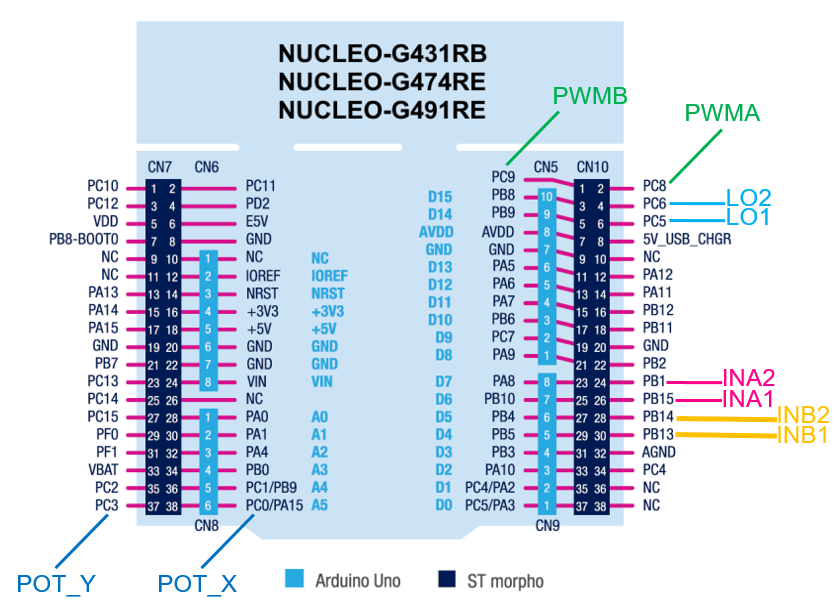 NUCLEO-G431RB
NUCLEO-G474RE
NUCLEO-G491RE
PWMB
PWMA
CN7 CN6 PC9 CN5 CN10
PC10 1 2 PC11 D15 PB8 10 1 2 PC8
PC12 3 4 PD2 D14 PB9 9 3 4 PC6 LO2
VDD 5 6 E5V AVDD AVDD 8 5 6 PC5 LO1
PB8-BOOT0 7 8 GND GND GND 7 7 8 5V_USB_CHGR
NC 9 10 NC 1 NC D13 PA5 6 9 10 NC
NC 11 12 IOREF 2 IOREF D12 PA6 5 11 12 PA12
PA13 13 14 NRST 3 NRST D11 PA7 4 13 14 PA11
PA14 15 16 +3V3 4 +3V3 D10 PB6 3 15 16 PB12
PA15 17 18 +5V 5 +5V D9 PC7 2 17 18 PB11
GND 19 20 GND 6 GND D8 PA9 1 19 20 GND
PB7 21 22 GND 7 GND 21 22 PB2
PC13 23 24 VIN 8 VIN D7 PA8 8 23 24 PB1 INA2
PC14 25 26 NC D6 PB10 7 25 26 PB15 INA1
PC15 27 28 1 PA0 A0 D5 PB4 6 27 28 PB14 INB2
PF0 29 30 2 PA1 A1 D4 PB5 5 29 30 PB13 INB1
PF1 31 32 3 PA4 A2 D3 PB3 4 31 32 AGND
VBAT 33 34 4 PB0 A3 D2 PA10 3 33 34 PC4
PC2 35 36 5 PC1/PB9 A4 D1 PC4/PA2 2 35 36 NC
PC3 37 38 6 PC0/PA15 A5 D0 PC5/PA3 1 37 38 NC
CN8 CN9
POT_Y POT_X Arduino Uno ST morpho